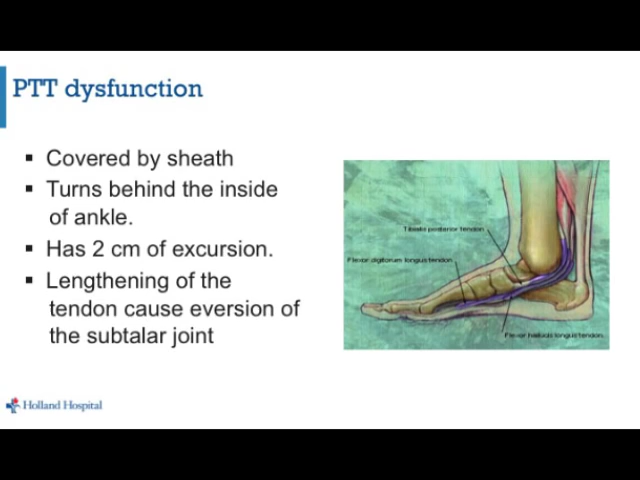 PTT dysfunction
▪ Covered by sheath
▪ Turns behind the inside
of ankle.
▪ Has 2 cm of excursion.
▪ Lengthening of the
tendon cause eversion of
the subtalar joint
Tibialis posterior tendon
Flexor digitorum longus tendon
Flexor hallucis longus tendon
Holland Hospital